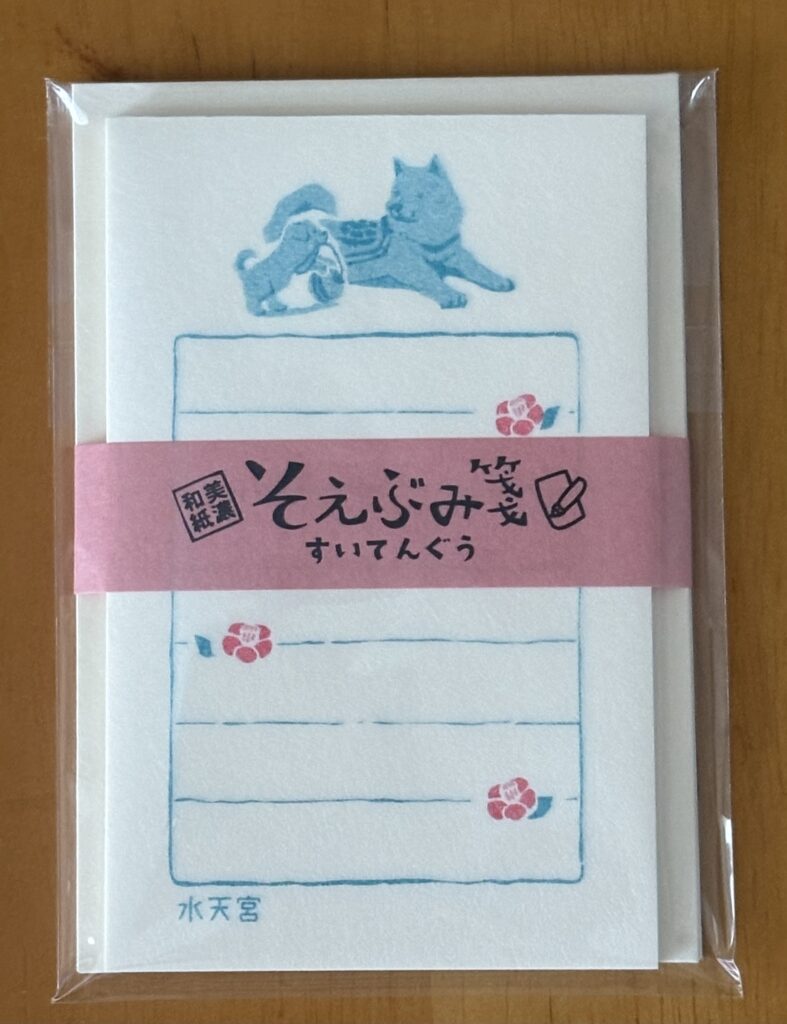 美濃
和紙
そえぶみ箋
すいてんぐう
水天宮